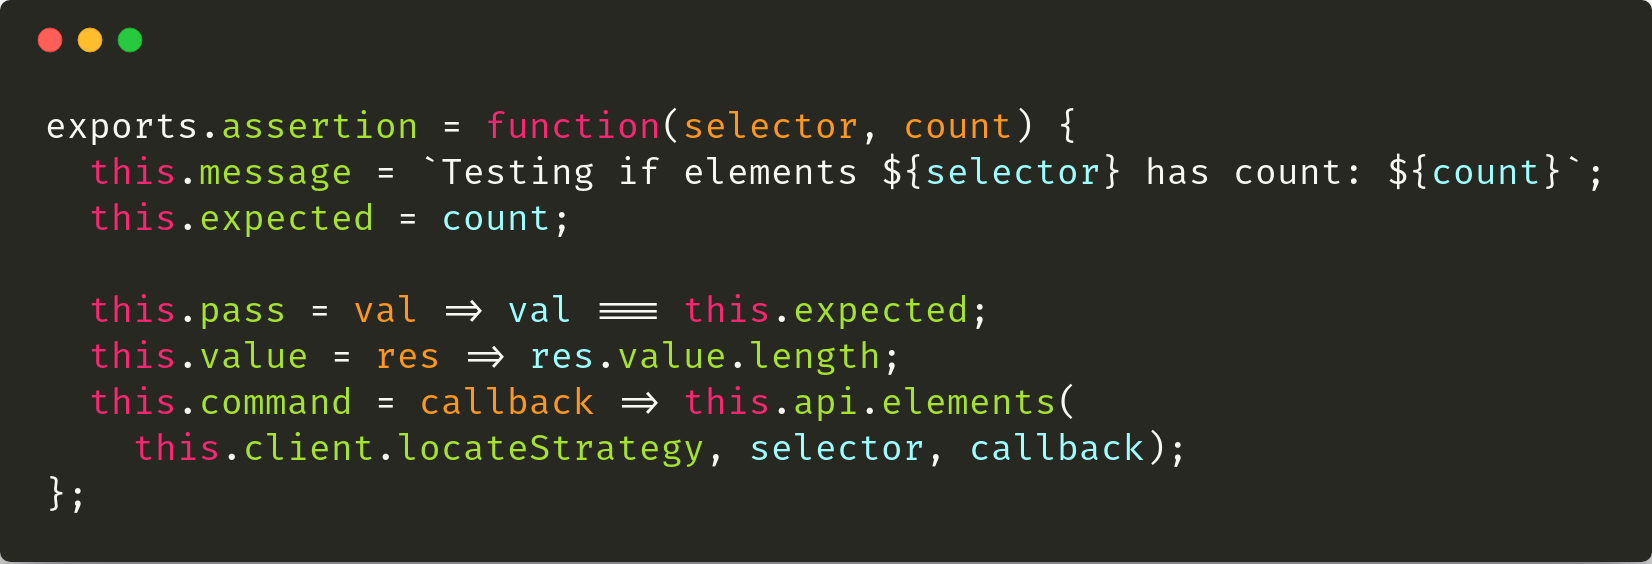 exports.assertion = function(selector, count) {
  this.message = `Testing if elements ${selector} has count: ${count}`;
  this.expected = count;

  this.pass = val => val === this.expected;
  this.value = res => res.value.length;
  this.command = callback => this.api.elements(
    this.client.locateStrategy, selector, callback);
};